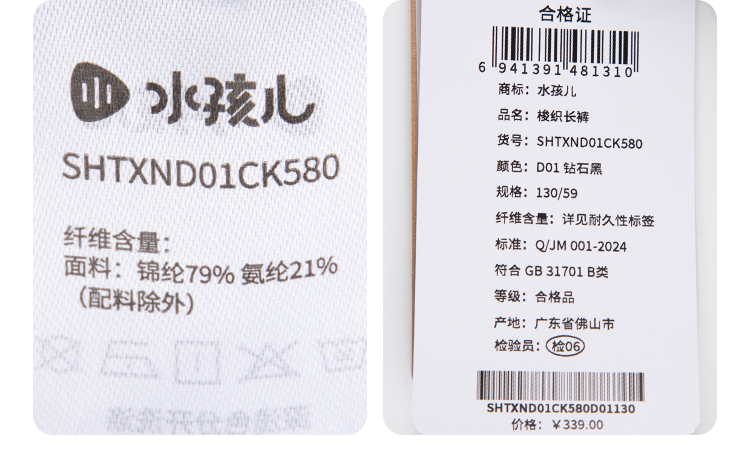 水孩儿
SHTXND01CK580
纤维含量：
面料：锦纶79% 氨纶21%
（配料除外）
合格证
6 941391 481310
商标：水孩儿
品名：梭织长裤
货号：SHTXND01CK580
颜色：D01 钻石黑
规格：130/59
纤维含量：详见耐久性标签
标准：Q/JM 001-2024
符合 GB 31701 B类
等级：合格品
产地：广东省佛山市
检验员：检06
SHTXND01CK580D01130
价格：￥339.00